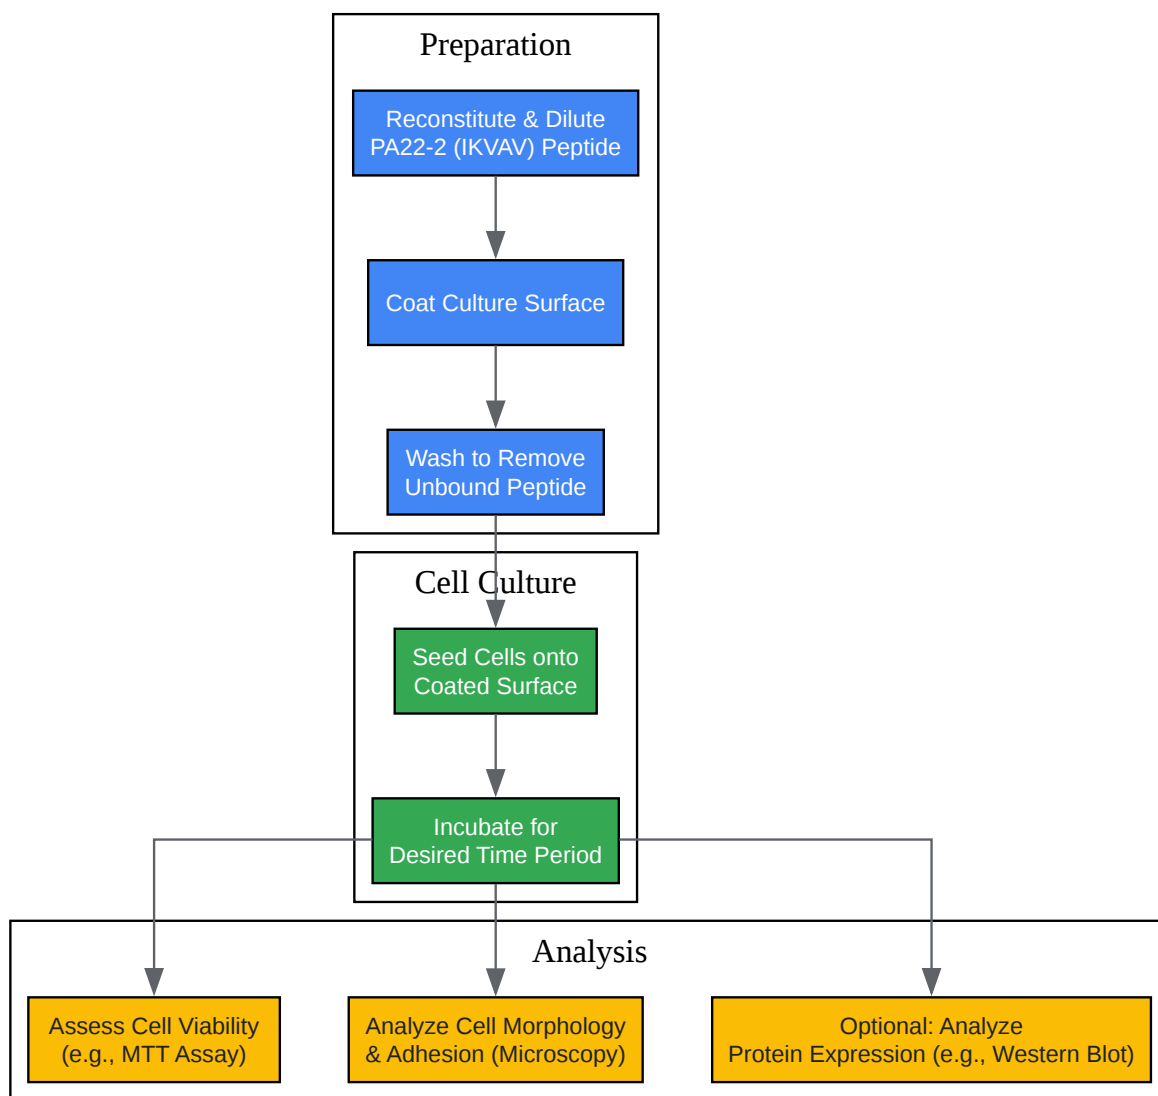 Preparation
Reconstitute & Dilute
PA22-2 (IKVAV) Peptide
Coat Culture Surface
Wash to Remove
Unbound Peptide
Cell Culture
Seed Cells onto
Coated Surface
Incubate for
Desired Time Period
Analysis
Assess Cell Viability
(e.g., MTT Assay)
Analyze Cell Morphology
& Adhesion (Microscopy)
Optional: Analyze
Protein Expression (e.g., Western Blot)